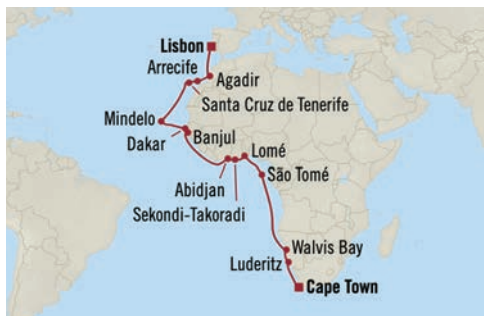 Lisbon
Arrecife
Agadir
Santa Cruz de Tenerife
Mindelo
Dakar
Banjul
Lomé
São Tomé
Abidjan
Sekondi-Takoradi
Walvis Bay
Luderitz
Cape Town